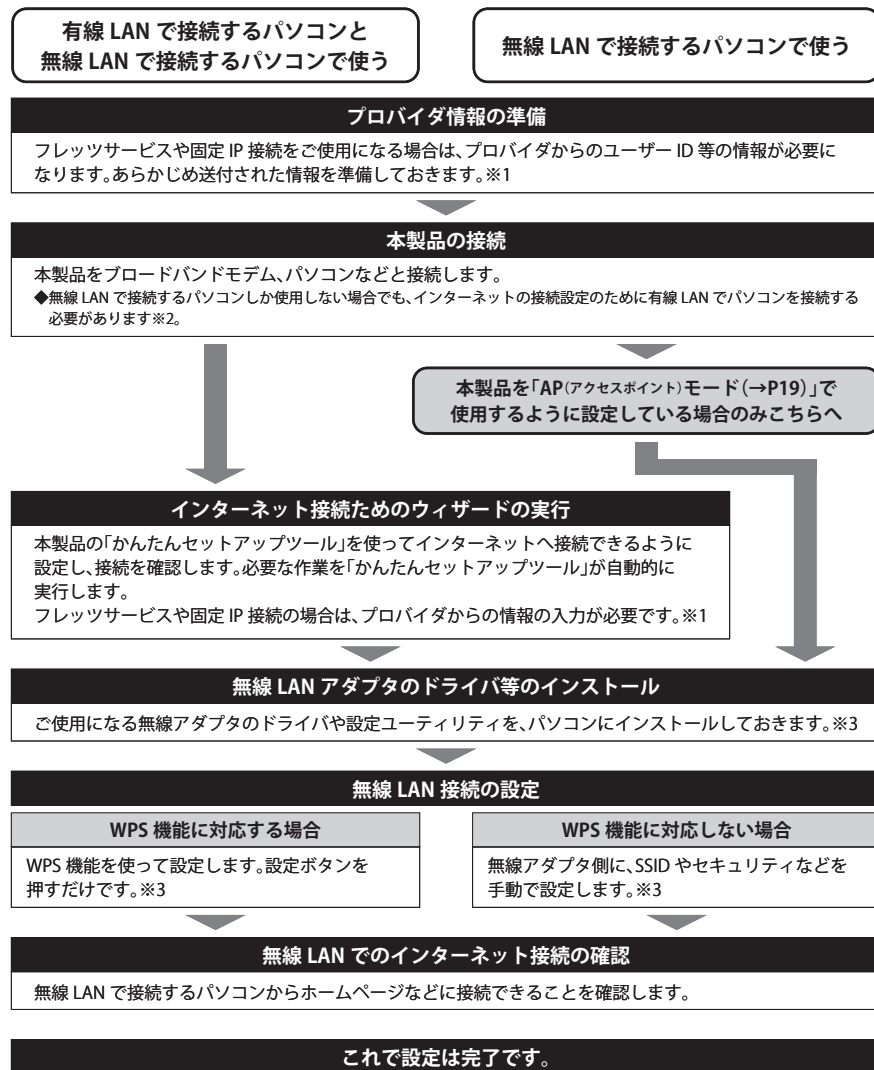 有線 LAN で接続するパソコンと
無線 LAN で接続するパソコンで使う
無線 LAN で接続するパソコンで使う
プロバイダ情報の準備
フレッツサービスや固定 IP 接続をご使用になる場合は、プロバイダからのユーザー ID 等の情報が必要に
なります。あらかじめ送付された情報を準備しておきます。※1
本製品の接続
本製品をブロードバンドモデム、パソコンなどと接続します。
◆無線 LAN で接続するパソコンしか使用しない場合でも、インターネットの接続設定のために有線 LAN でパソコンを接続する
必要があります※2。
本製品を「AP(アクセスポイント)モード(→P19)」で
使用するように設定している場合のみこちらへ
インターネット接続ためのウィザードの実行
本製品の「かんたんセットアップツール」を使ってインターネットへ接続できるように
設定し、接続を確認します。必要な作業を「かんたんセットアップツール」が自動的に
実行します。
フレッツサービスや固定 IP 接続の場合は、プロバイダからの情報の入力が必要です。※1
無線 LAN アダプタのドライバ等のインストール
ご使用になる無線アダプタのドライバや設定ユーティリティを、パソコンにインストールしておきます。※3
無線 LAN 接続の設定
WPS 機能に対応する場合
WPS 機能を使って設定します。設定ボタンを
押すだけです。※3
WPS 機能に対応しない場合
無線アダプタ側に、SSID やセキュリティなどを
手動で設定します。※3
無線 LAN でのインターネット接続の確認
無線 LAN で接続するパソコンからホームページなどに接続できることを確認します。
これで設定は完了です。